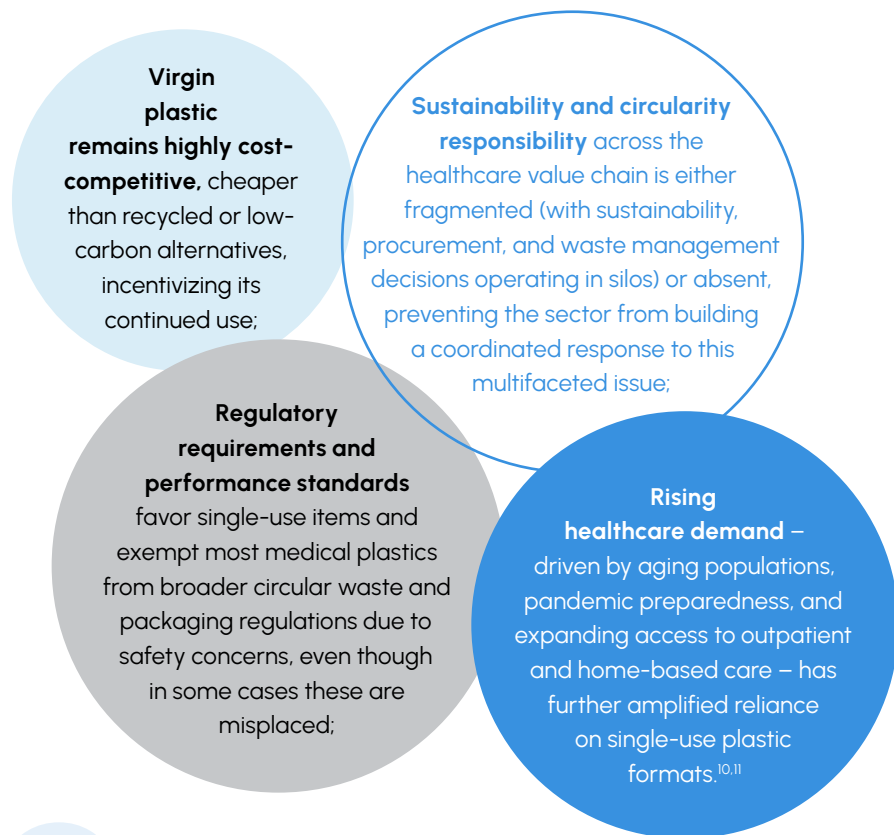 Virgin
plastic
remains highly cost-
competitive, cheaper
than recycled or low-
carbon alternatives,
incentivizing its
continued use;
Sustainability and circularity
responsibility across the
healthcare value chain is either
fragmented (with sustainability,
procurement, and waste management
decisions operating in silos) or absent,
preventing the sector from building
a coordinated response to this
multifaceted issue;
Regulatory
requirements and
performance standards
favor single-use items and
exempt most medical plastics
from broader circular waste and
packaging regulations due to
safety concerns, even though
in some cases these are
misplaced;
Rising
healthcare demand –
driven by aging populations,
pandemic preparedness, and
expanding access to outpatient
and home-based care – has
further amplified reliance
on single-use plastic
formats.10,11